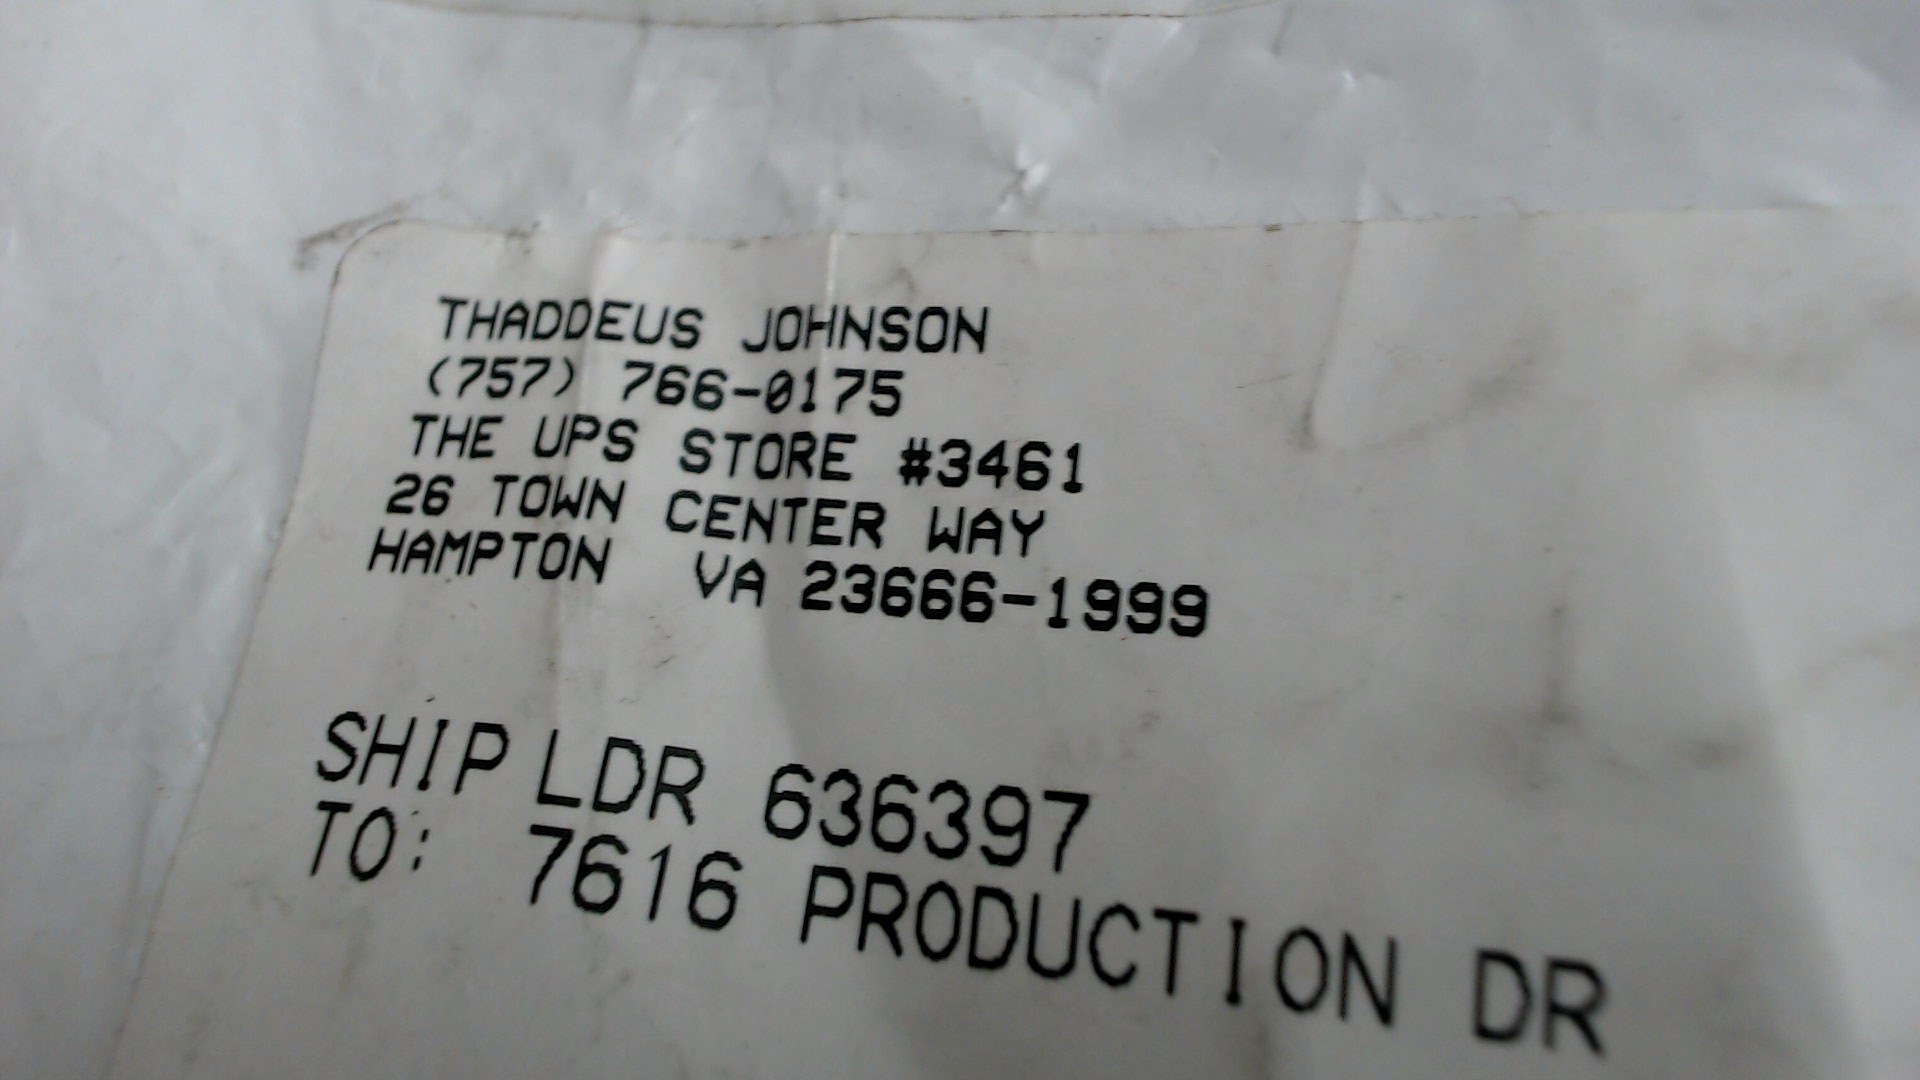 THADDEUS JOHNSON
(757) 766-0175
THE UPS STORE #3461
26 TOWN CENTER WAY
HAMPTON VA 23666-1999
SHIP LDR 636397
TO: 7616 PRODUCTION DR